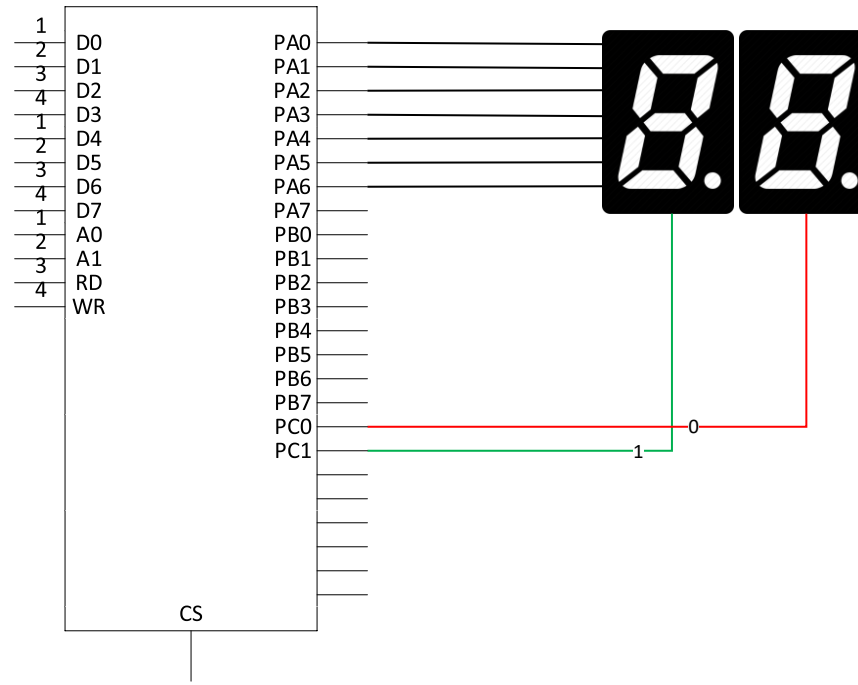 1
D0 PA0
2
D1 PA1
3
D2 PA2
4
D3 PA3
1
D4 PA4
2
D5 PA5
3
D6 PA6
4
D7 PA7
1
A0 PB0
2
A1 PB1
3
RD PB2
4
WR PB3
PB4
PB5
PB6
PB7
PC0 0
PC1 1
CS